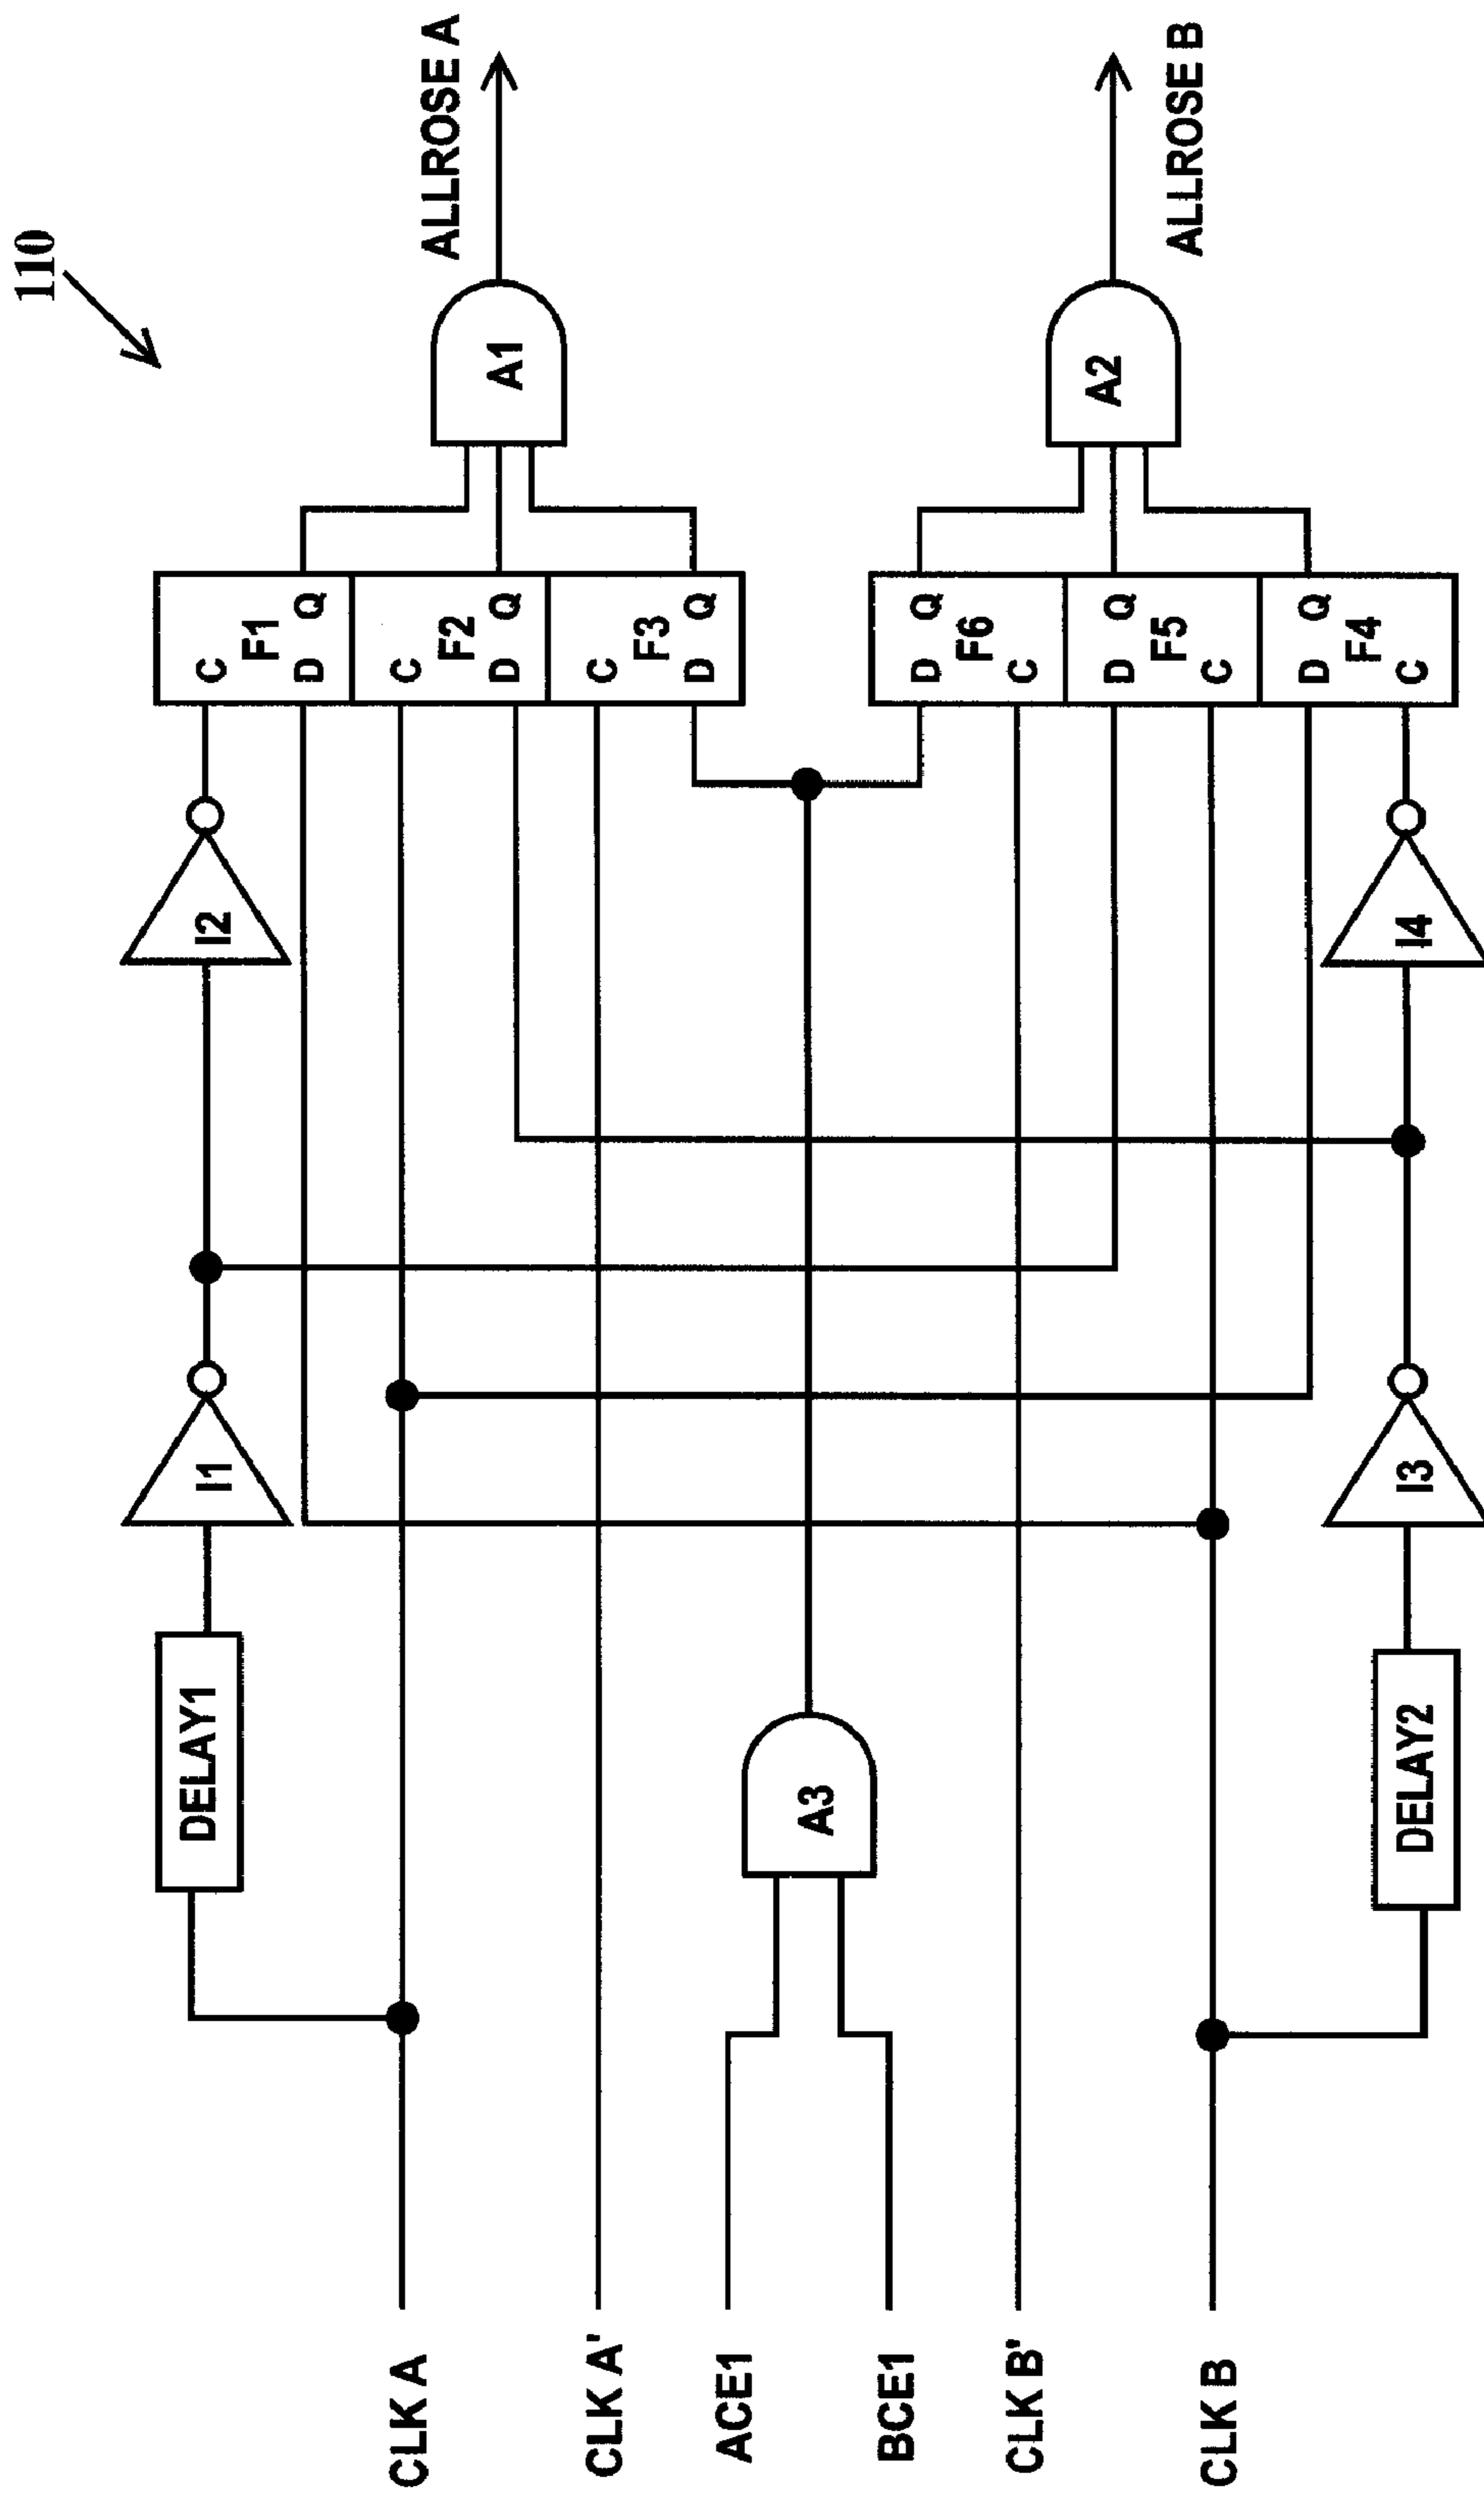 110
CLK A
CLK A'
ACE1
BCE1
CLK B'
CLK B
DELAY1
DELAY2
A3
I1
I3
I2
I4
C
F1
D Q
C
F2
D Q
C
F3
D Q
D Q
F6
C
D Q
F5
C
D Q
F4
C
A1
A2
ALLROSE A
ALLROSE B